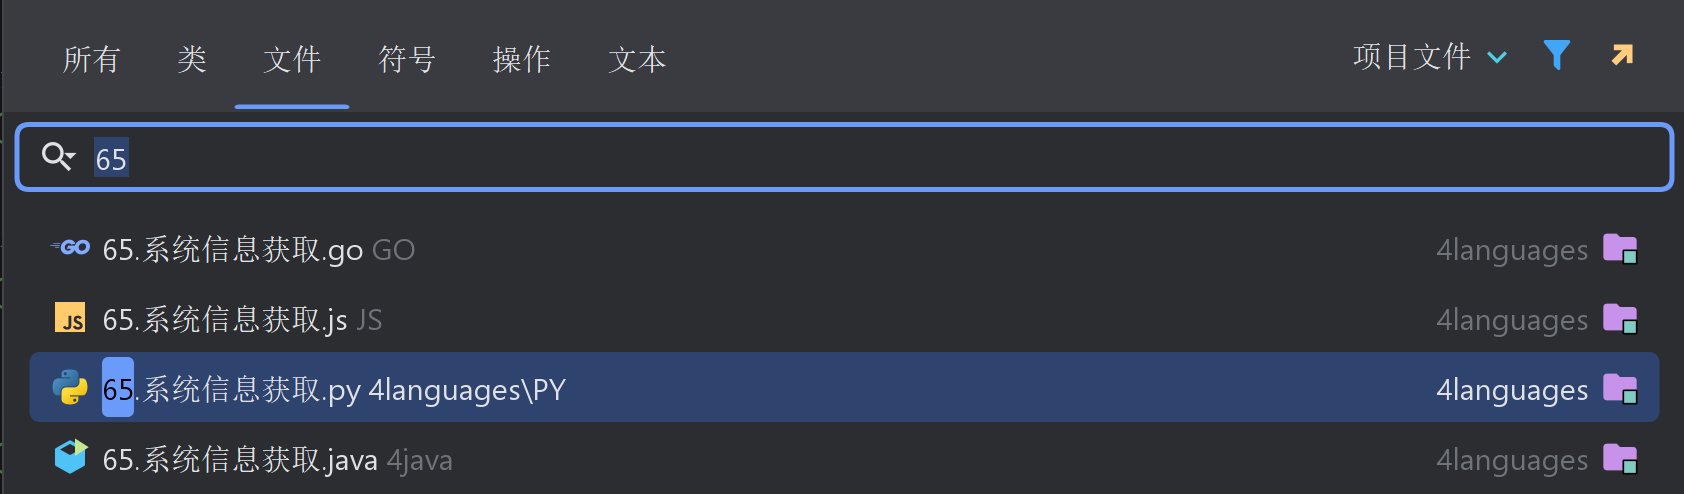 所有 类 文件 符号 操作 文本 项目文件
65
GO 65.系统信息获取.go GO 4languages
JS 65.系统信息获取.js JS 4languages
65.系统信息获取.py 4languages\PY 4languages
65.系统信息获取.java 4java 4languages